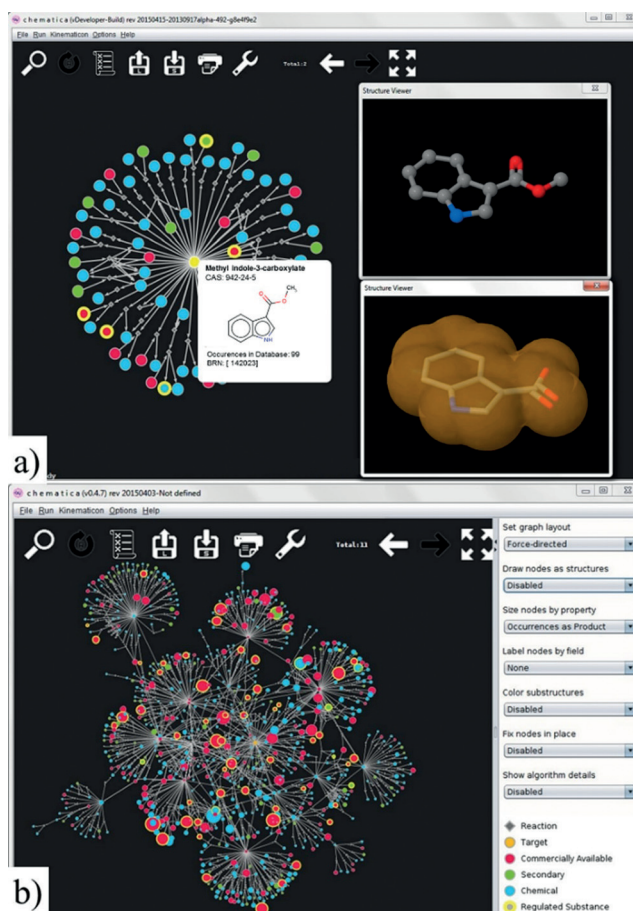 chematica (vDeveloper-Build) rev 20150415-20130917alpha-492-g8e4f9e2
File Run Kinematicon Options Help
Total:2
Structure Viewer
Methyl indole-3-carboxylate
CAS: 942-24-5
O
O
CH₃
NH
Occurences in Database: 99
BRN: [ 142023]
Structure Viewer
a)
chematica (v0.4.7) rev 20150403-Not defined
File Run Kinematicon Options Help
Total:11
Set graph layout
Force-directed
Draw nodes as structures
Disabled
Size nodes by property
Occurrences as Product
Label nodes by field
None
Color substructures
Disabled
Fix nodes in place
Disabled
Show algorithm details
Disabled
Reaction
Target
Commercially Available
Secondary
Chemical
Regulated Substance
b)